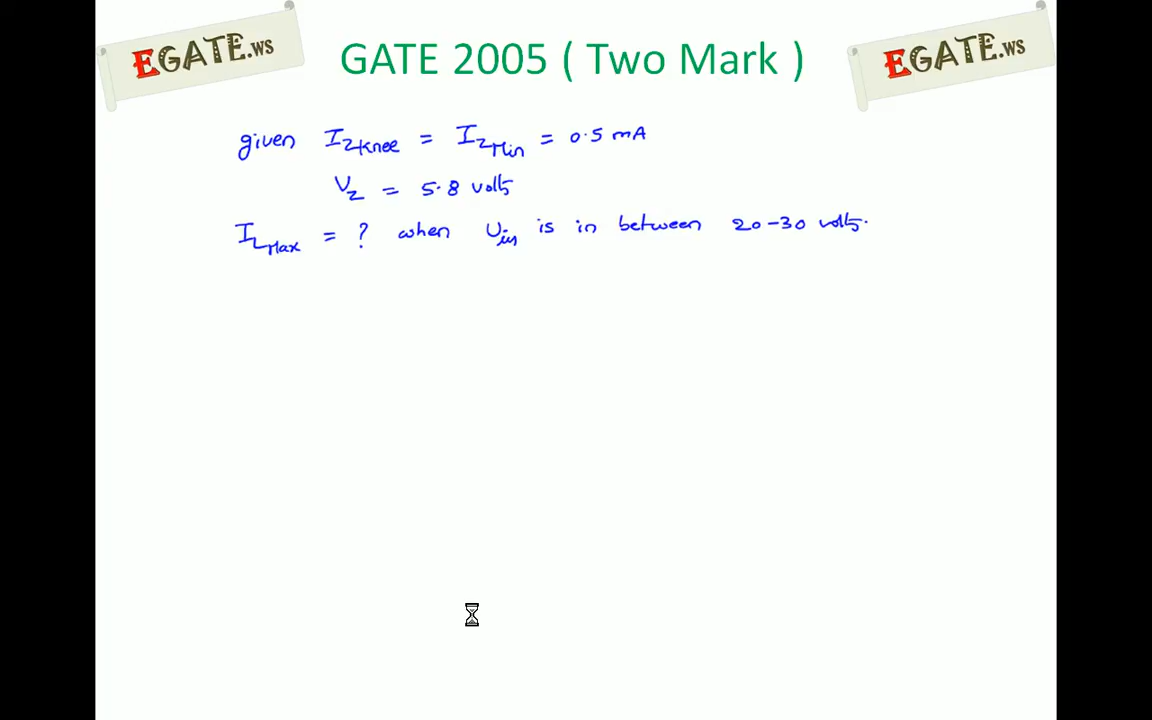 EGATE.ws GATE 2005 ( Two Mark ) EGATE.ws
given IzKnee = IzMin = 0.5 mA
Vz = 5.8 volts
ILMax = ? when Vin is in between 20-30 volts.